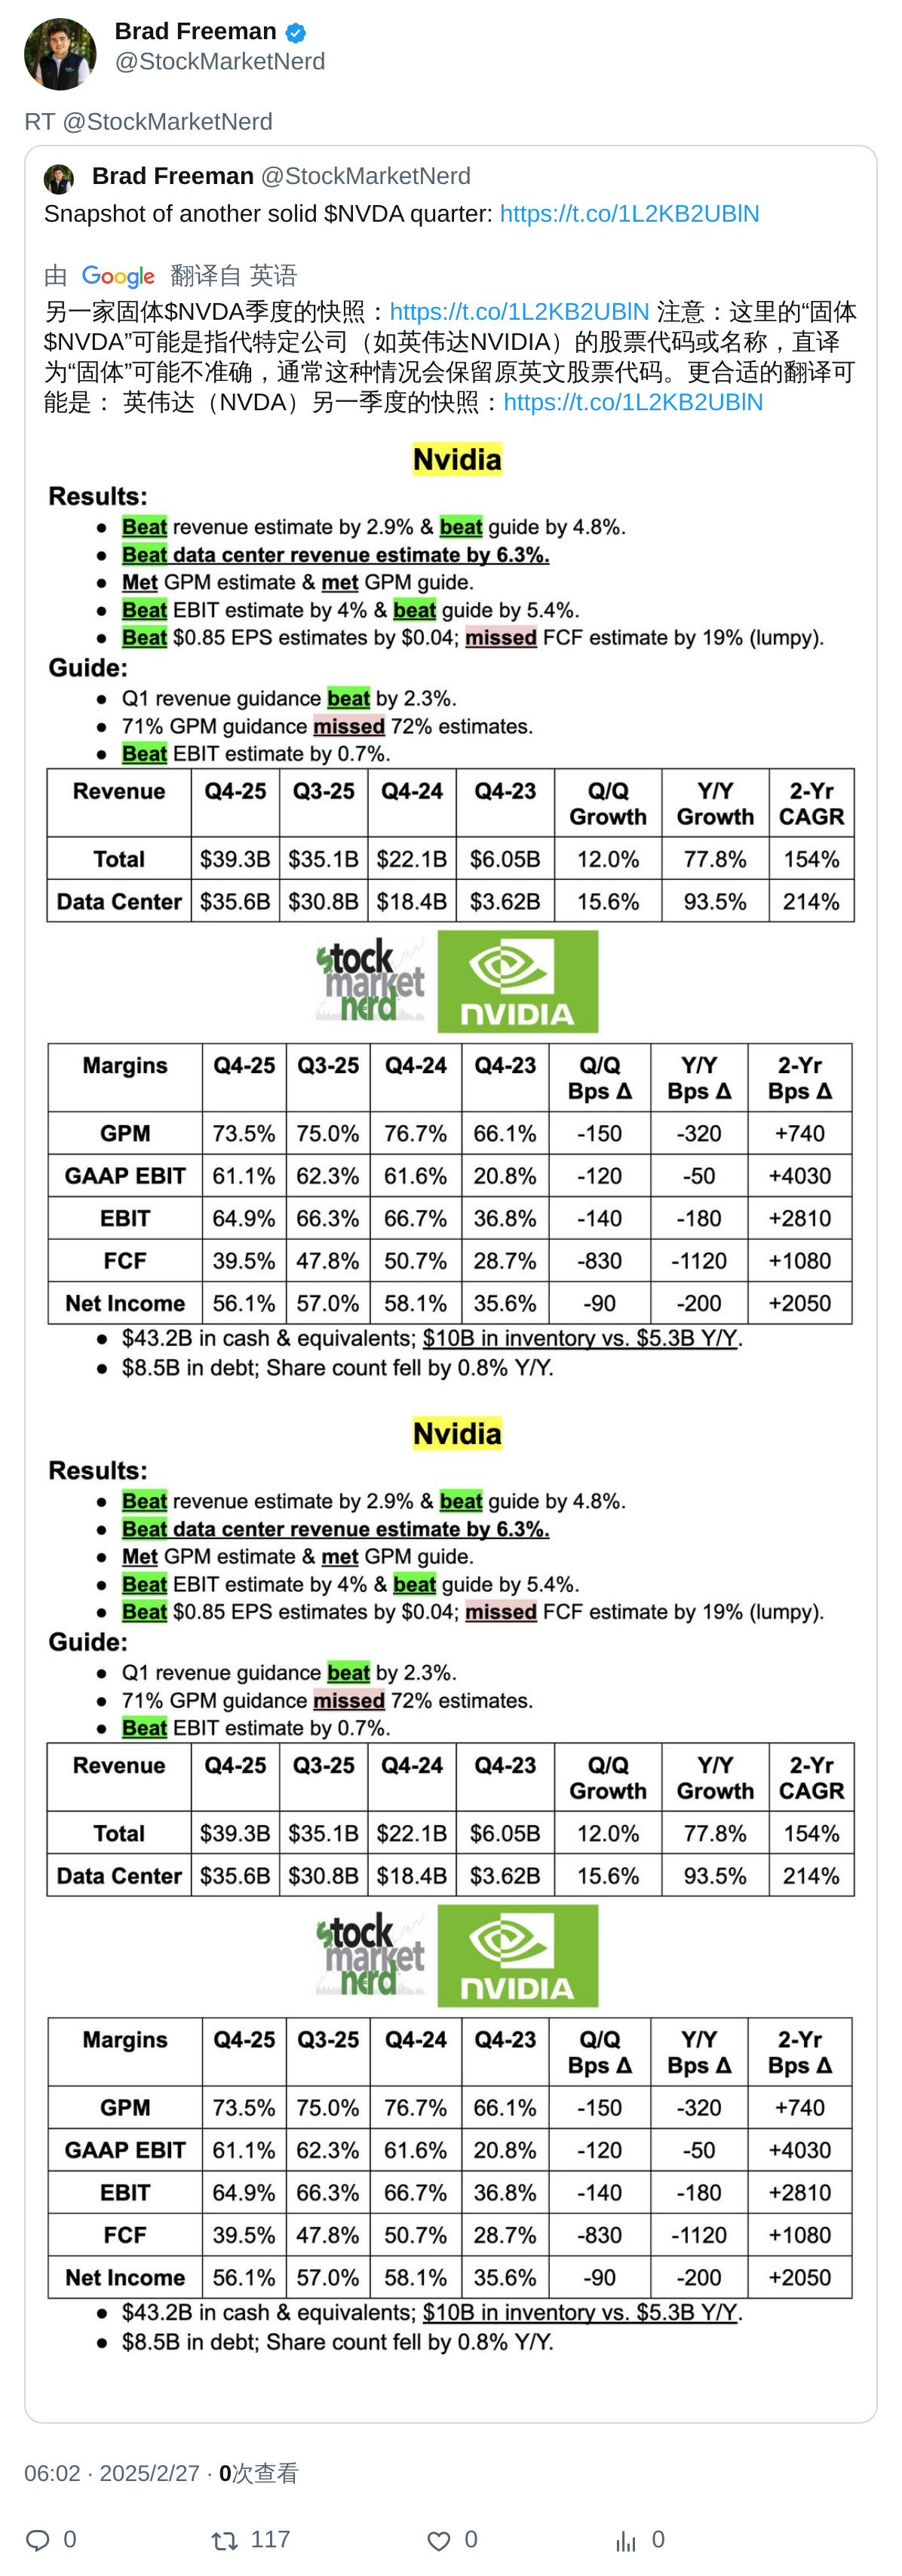 Brad Freeman
@StockMarketNerd
RT @StockMarketNerd
Brad Freeman @StockMarketNerd
Snapshot of another solid $NVDA quarter: https://t.co/1L2KB2UBlN
由 Google 翻译自 英语
另一家固体$NVDA季度的快照：https://t.co/1L2KB2UBlN 注意：这里的“固体
$NVDA”可能是指代特定公司（如英伟达NVIDIA）的股票代码或名称，直译
为“固体”可能不准确，通常这种情况会保留原英文股票代码。更合适的翻译可
能是： 英伟达（NVDA）另一季度的快照：https://t.co/1L2KB2UBlN
Nvidia
Results:
● Beat revenue estimate by 2.9% & beat guide by 4.8%.
● Beat data center revenue estimate by 6.3%.
● Met GPM estimate & met GPM guide.
● Beat EBIT estimate by 4% & beat guide by 5.4%.
● Beat $0.85 EPS estimates by $0.04; missed FCF estimate by 19% (lumpy).
Guide:
● Q1 revenue guidance beat by 2.3%.
● 71% GPM guidance missed 72% estimates.
● Beat EBIT estimate by 0.7%.
Revenue Q4-25 Q3-25 Q4-24 Q4-23 Q/Q Growth Y/Y Growth 2-Yr CAGR
Total $39.3B $35.1B $22.1B $6.05B 12.0% 77.8% 154%
Data Center $35.6B $30.8B $18.4B $3.62B 15.6% 93.5% 214%
stock
market
nerd
NVIDIA
Margins Q4-25 Q3-25 Q4-24 Q4-23 Q/Q Bps Δ Y/Y Bps Δ 2-Yr Bps Δ
GPM 73.5% 75.0% 76.7% 66.1% -150 -320 +740
GAAP EBIT 61.1% 62.3% 61.6% 20.8% -120 -50 +4030
EBIT 64.9% 66.3% 66.7% 36.8% -140 -180 +2810
FCF 39.5% 47.8% 50.7% 28.7% -830 -1120 +1080
Net Income 56.1% 57.0% 58.1% 35.6% -90 -200 +2050
● $43.2B in cash & equivalents; $10B in inventory vs. $5.3B Y/Y.
● $8.5B in debt; Share count fell by 0.8% Y/Y.
Nvidia
Results:
● Beat revenue estimate by 2.9% & beat guide by 4.8%.
● Beat data center revenue estimate by 6.3%.
● Met GPM estimate & met GPM guide.
● Beat EBIT estimate by 4% & beat guide by 5.4%.
● Beat $0.85 EPS estimates by $0.04; missed FCF estimate by 19% (lumpy).
Guide:
● Q1 revenue guidance beat by 2.3%.
● 71% GPM guidance missed 72% estimates.
● Beat EBIT estimate by 0.7%.
Revenue Q4-25 Q3-25 Q4-24 Q4-23 Q/Q Growth Y/Y Growth 2-Yr CAGR
Total $39.3B $35.1B $22.1B $6.05B 12.0% 77.8% 154%
Data Center $35.6B $30.8B $18.4B $3.62B 15.6% 93.5% 214%
stock
market
nerd
NVIDIA
Margins Q4-25 Q3-25 Q4-24 Q4-23 Q/Q Bps Δ Y/Y Bps Δ 2-Yr Bps Δ
GPM 73.5% 75.0% 76.7% 66.1% -150 -320 +740
GAAP EBIT 61.1% 62.3% 61.6% 20.8% -120 -50 +4030
EBIT 64.9% 66.3% 66.7% 36.8% -140 -180 +2810
FCF 39.5% 47.8% 50.7% 28.7% -830 -1120 +1080
Net Income 56.1% 57.0% 58.1% 35.6% -90 -200 +2050
● $43.2B in cash & equivalents; $10B in inventory vs. $5.3B Y/Y.
● $8.5B in debt; Share count fell by 0.8% Y/Y.
06:02 · 2025/2/27 · 0次查看
0 117 0 0